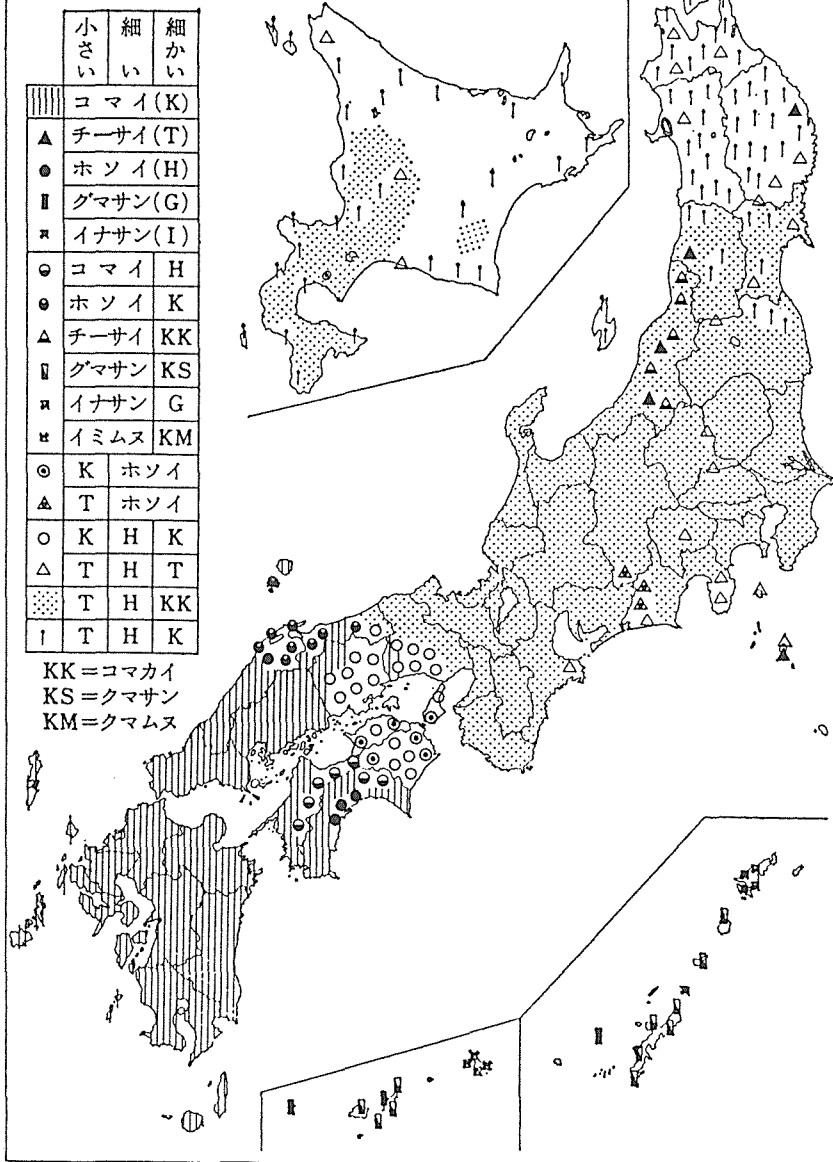 小さい 細い 細かい
コマイ(K)
チーサイ(T)
ホソイ(H)
グマサン(G)
イナサン(I)
コマイ H
ホソイ K
チーサイ KK
グマサン KS
イナサン G
イミムヌ KM
K ホソイ
T ホソイ
K H K
T H T
T H KK
T H K
KK=コマカイ
KS=クマサン
KM=クマムヌ